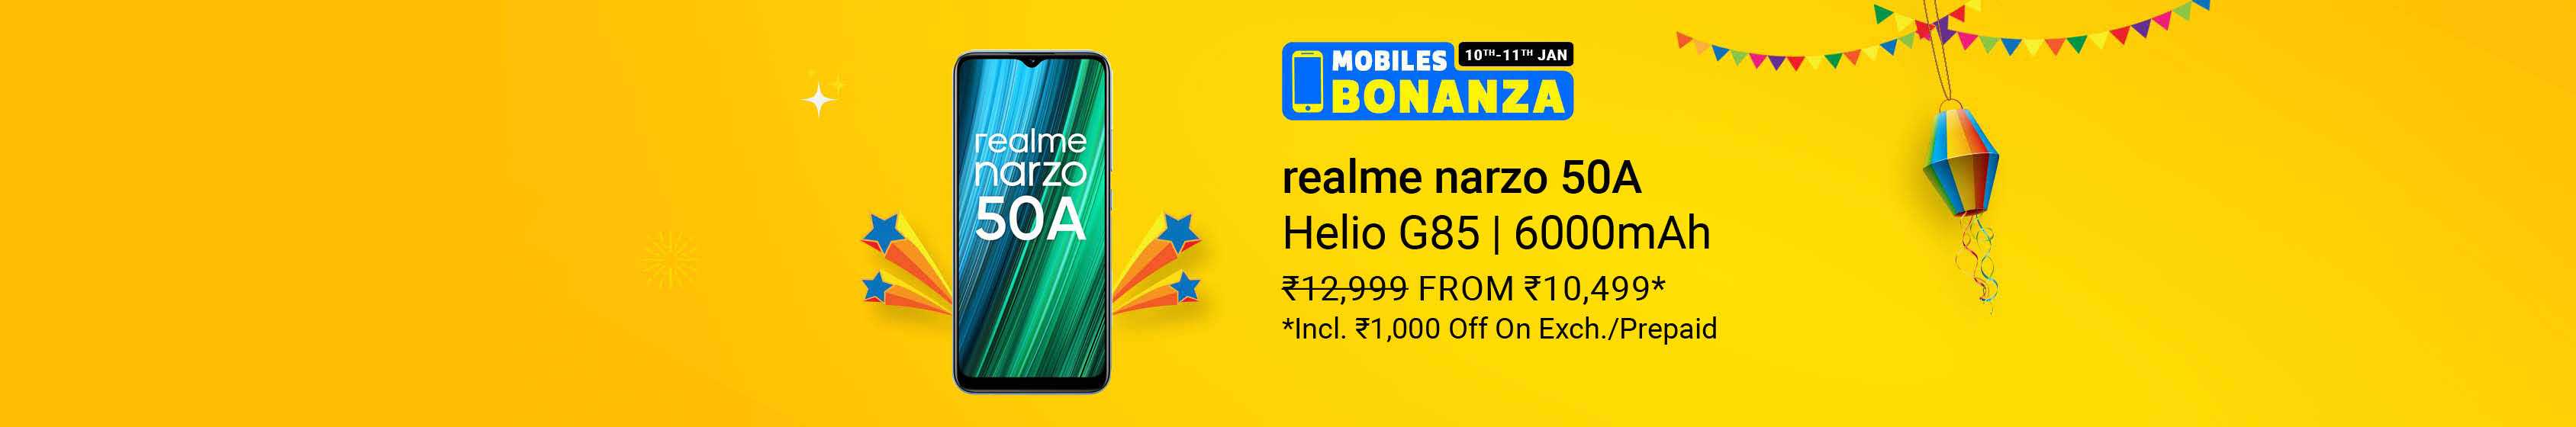 realme
narzo
50A
MOBILES
10TH-11TH JAN
BONANZA
realme narzo 50A
Helio G85 | 6000mAh
₹12,999 FROM ₹10,499*
*Incl. ₹1,000 Off On Exch./Prepaid